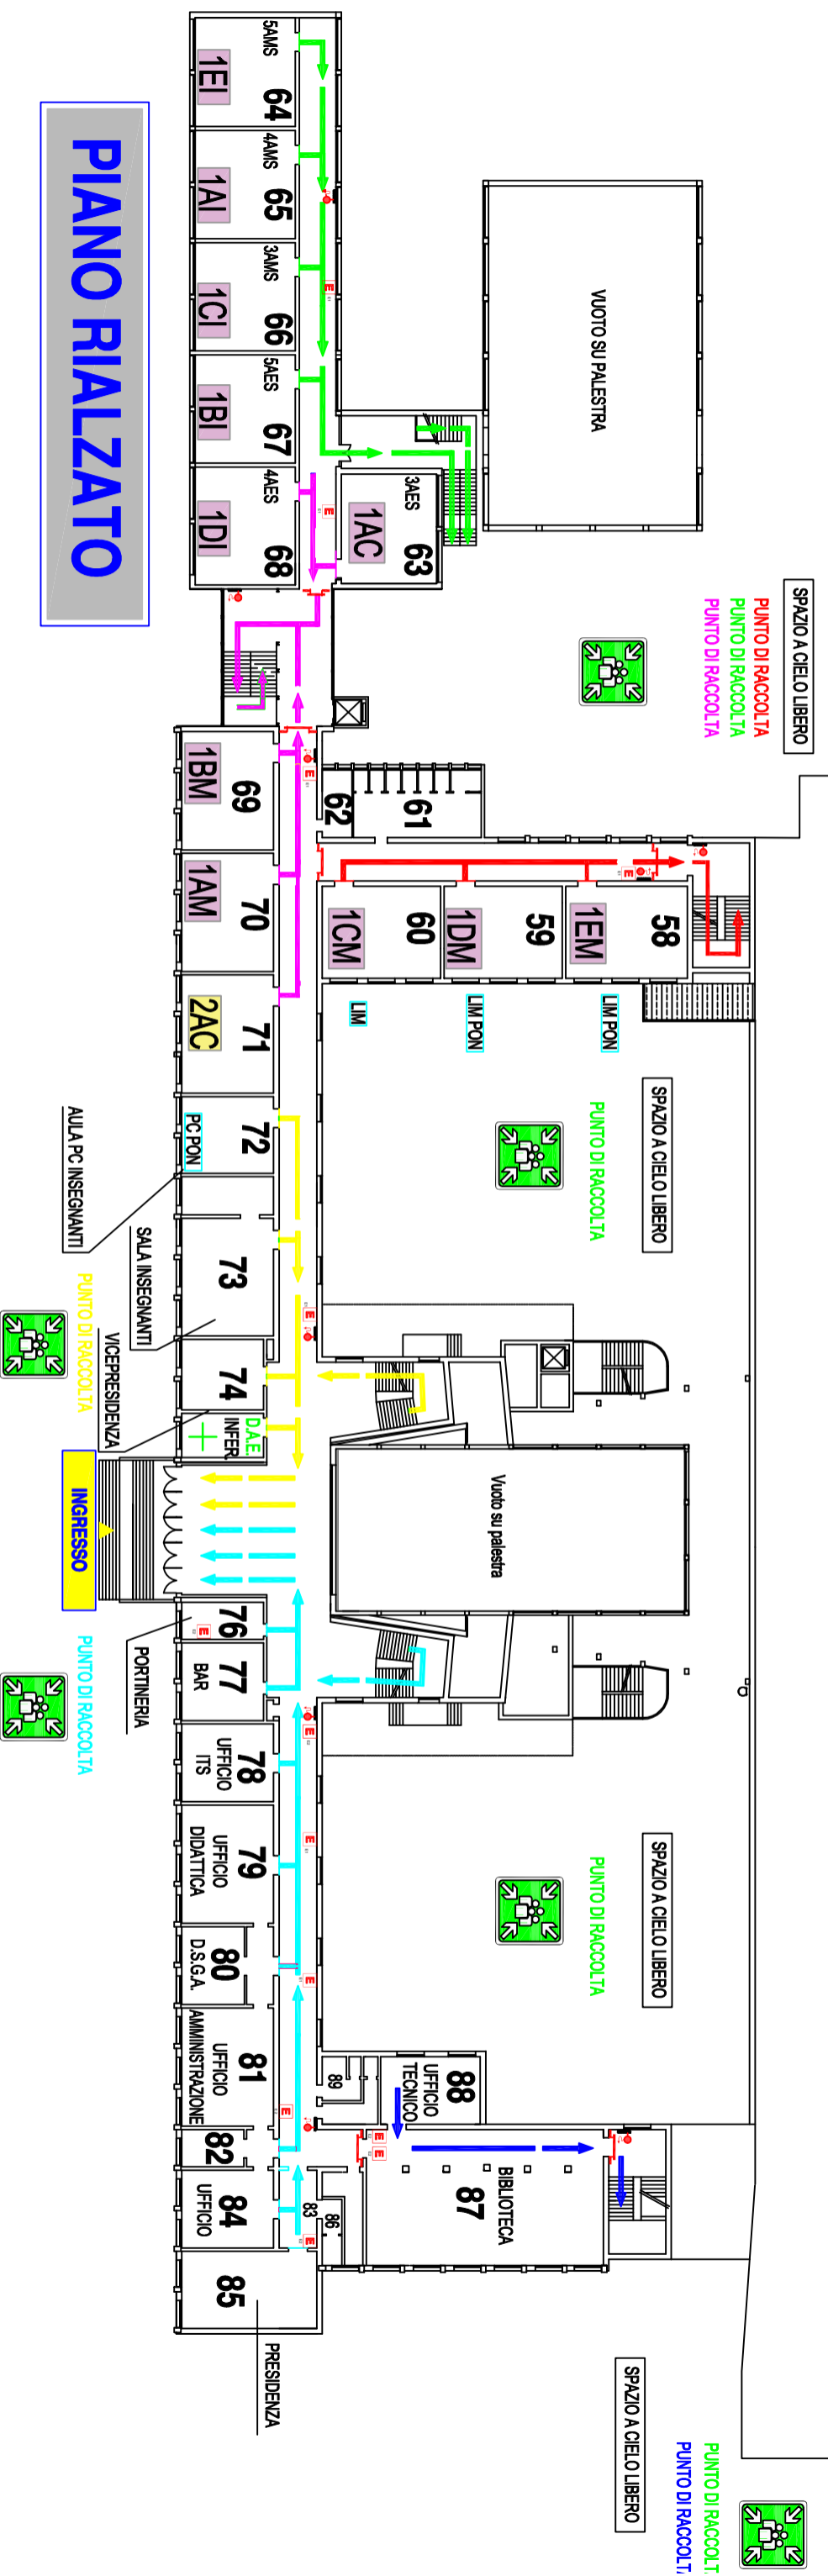 PIANO RIALZATO
5AMS
64
1EI
4AMS
65
1AI
3AMS
66
1CI
5AES
67
1BI
4AES
68
1DI
3AES
63
1AC
VUOTO SU PALESTRA
SPAZIO A CIELO LIBERO
PUNTO DI RACCOLTA
PUNTO DI RACCOLTA
PUNTO DI RACCOLTA
69
1BM
70
1AM
71
2AC
72
PC PON
AULA PC INSEGNANTI
62
61
60
1CM
59
1DM
58
1EM
LIM
LIM PON
LIM PON
SPAZIO A CIELO LIBERO
PUNTO DI RACCOLTA
73
SALA INSEGNANTI
74
VICEPRESIDENZA
PUNTO DI RACCOLTA
D.A.E.
INFER.
INGRESSO
Vuoto su palestra
76
PORTINERIA
PUNTO DI RACCOLTA
77
BAR
78
UFFICIO
ITS
79
UFFICIO
DIDATTICA
80
D.S.G.A.
81
UFFICIO
AMMINISTRAZIONE
82
84
UFFICIO
83
85
PRESIDENZA
86
SPAZIO A CIELO LIBERO
PUNTO DI RACCOLTA
89
88
UFFICIO
TECNICO
87
BIBLIOTECA
SPAZIO A CIELO LIBERO
PUNTO DI RACCOLT
PUNTO DI RACCOLT
E
E
E
E
E
E
E
E
E
E
E
E
E